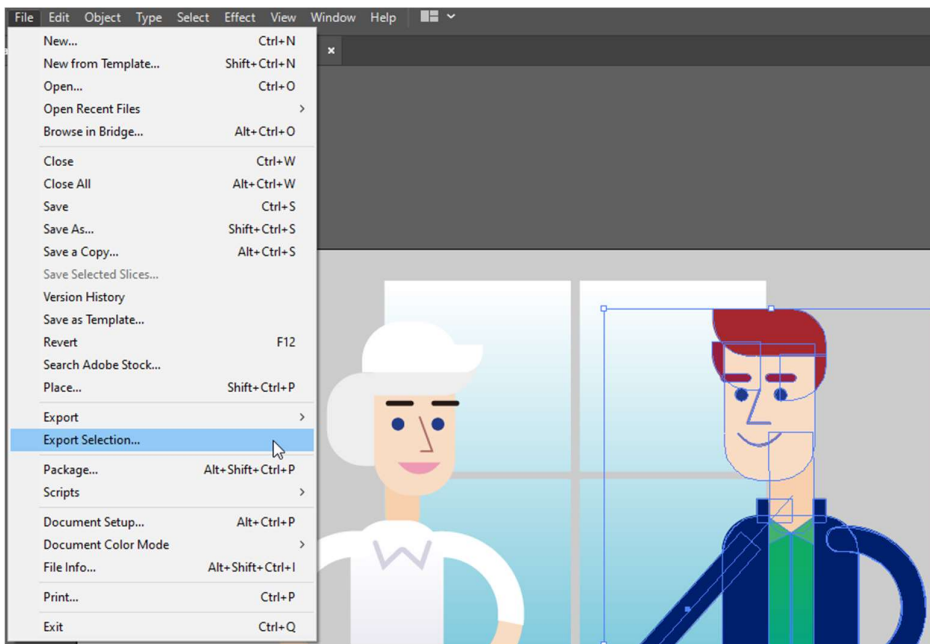 File Edit Object Type Select Effect View Window Help
New... Ctrl+N
New from Template... Shift+Ctrl+N
Open... Ctrl+O
Open Recent Files
Browse in Bridge... Alt+Ctrl+O
Close Ctrl+W
Close All Alt+Ctrl+W
Save Ctrl+S
Save As... Shift+Ctrl+S
Save a Copy... Alt+Ctrl+S
Save Selected Slices...
Version History
Save as Template...
Revert F12
Search Adobe Stock...
Place... Shift+Ctrl+P
Export
Export Selection...
Package... Alt+Shift+Ctrl+P
Scripts
Document Setup... Alt+Ctrl+P
Document Color Mode
File Info... Alt+Shift+Ctrl+I
Print... Ctrl+P
Exit Ctrl+Q